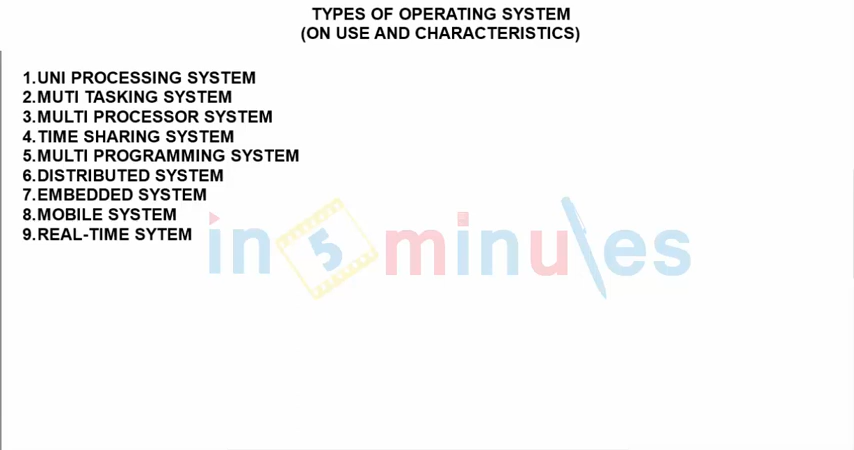 TYPES OF OPERATING SYSTEM
(ON USE AND CHARACTERISTICS)
1.UNI PROCESSING SYSTEM
2.MUTI TASKING SYSTEM
3.MULTI PROCESSOR SYSTEM
4.TIME SHARING SYSTEM
5.MULTI PROGRAMMING SYSTEM
6.DISTRIBUTED SYSTEM
7.EMBEDDED SYSTEM
8.MOBILE SYSTEM
9.REAL-TIME SYTEM
in 5 minutes